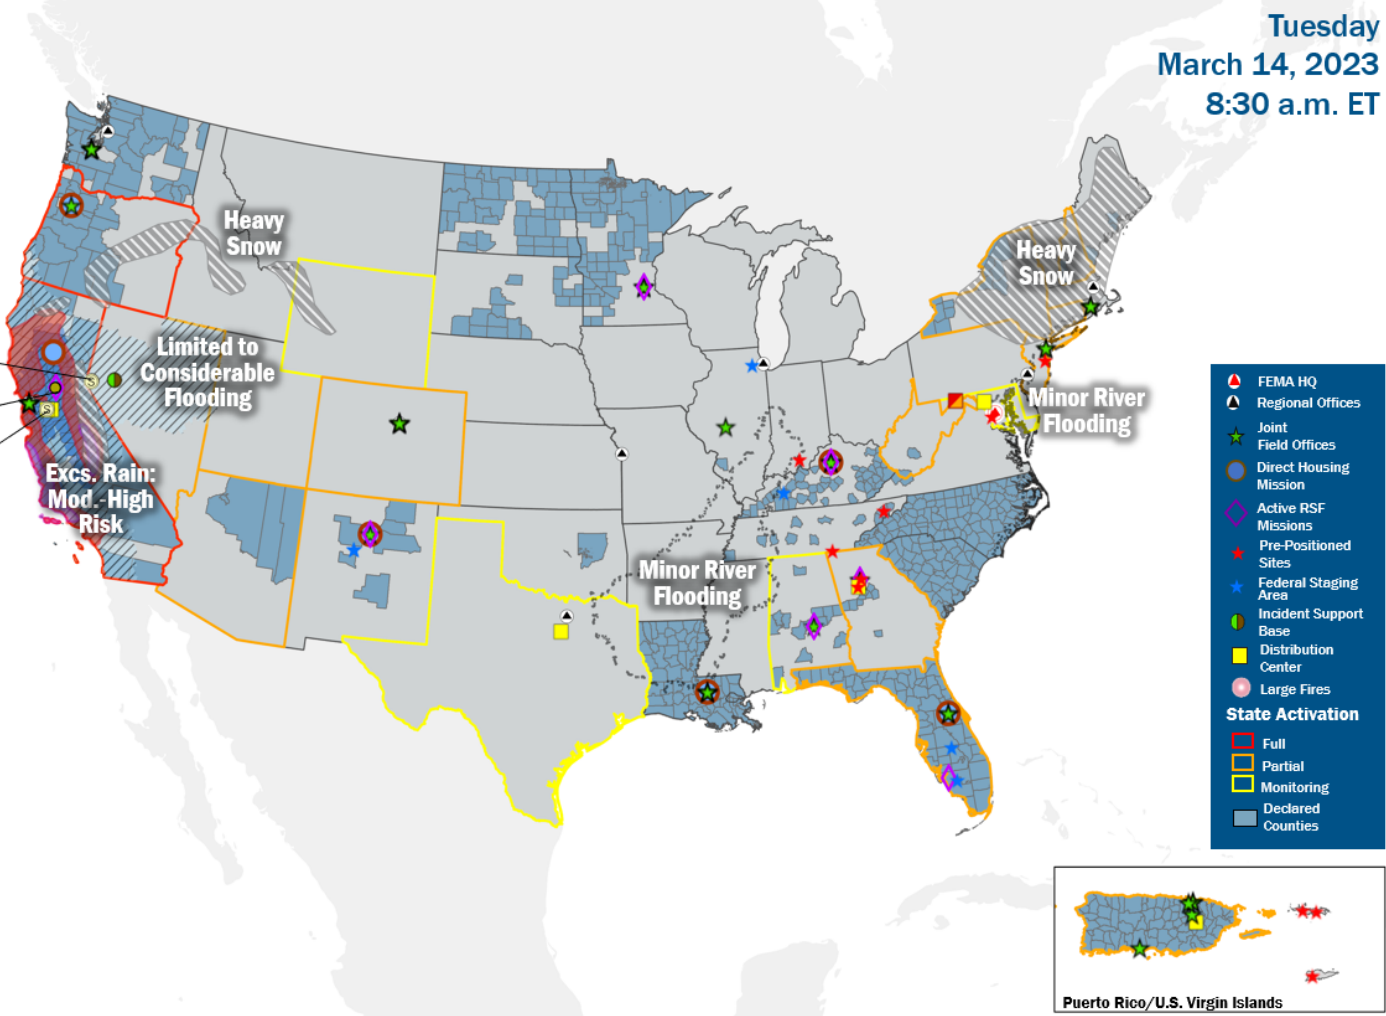 Tuesday
March 14, 2023
8:30 a.m. ET
Heavy
Snow
Heavy
Snow
Limited to
Considerable
Flooding
Minor River
Flooding
Excs. Rain:
Mod.-High
Risk
Minor River
Flooding
FEMA HQ
Regional Offices
Joint
Field Offices
Direct Housing
Mission
Active RSF
Missions
Pre-Positioned
Sites
Federal Staging
Area
Incident Support
Base
Distribution
Center
Large Fires
State Activation
Full
Partial
Monitoring
Declared
Counties
S
S
Puerto Rico/U.S. Virgin Islands